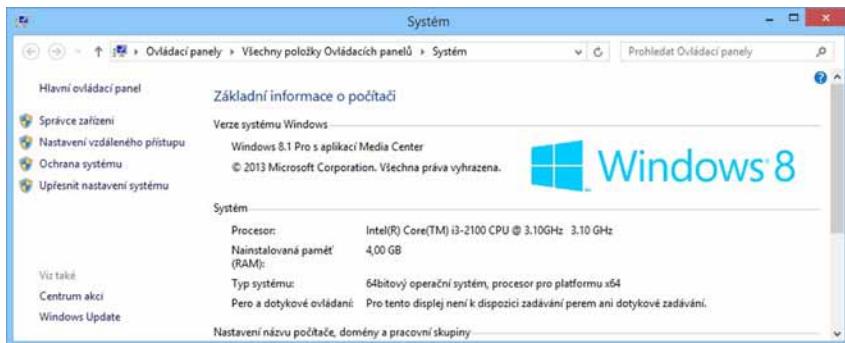 Systém
Ovládací panely ▸ Všechny položky Ovládacích panelů ▸ Systém
Prohledat Ovládací panely
Hlavní ovládací panel
Správce zařízení
Nastavení vzdáleného přístupu
Ochrana systému
Upřesnit nastavení systému
Viz také
Centrum akcí
Windows Update
Základní informace o počítači
Verze systému Windows
Windows 8.1 Pro s aplikací Media Center
© 2013 Microsoft Corporation. Všechna práva vyhrazena.
Windows 8
Systém
Procesor: Intel(R) Core(TM) i3-2100 CPU @ 3.10GHz 3.10 GHz
Nainstalovaná paměť 4,00 GB
(RAM):
Typ systému: 64bitový operační systém, procesor pro platformu x64
Pero a dotykové ovládání: Pro tento displej není k dispozici zadávání perem ani dotykové zadávání.
Nastavení názvu počítače, domény a pracovní skupiny